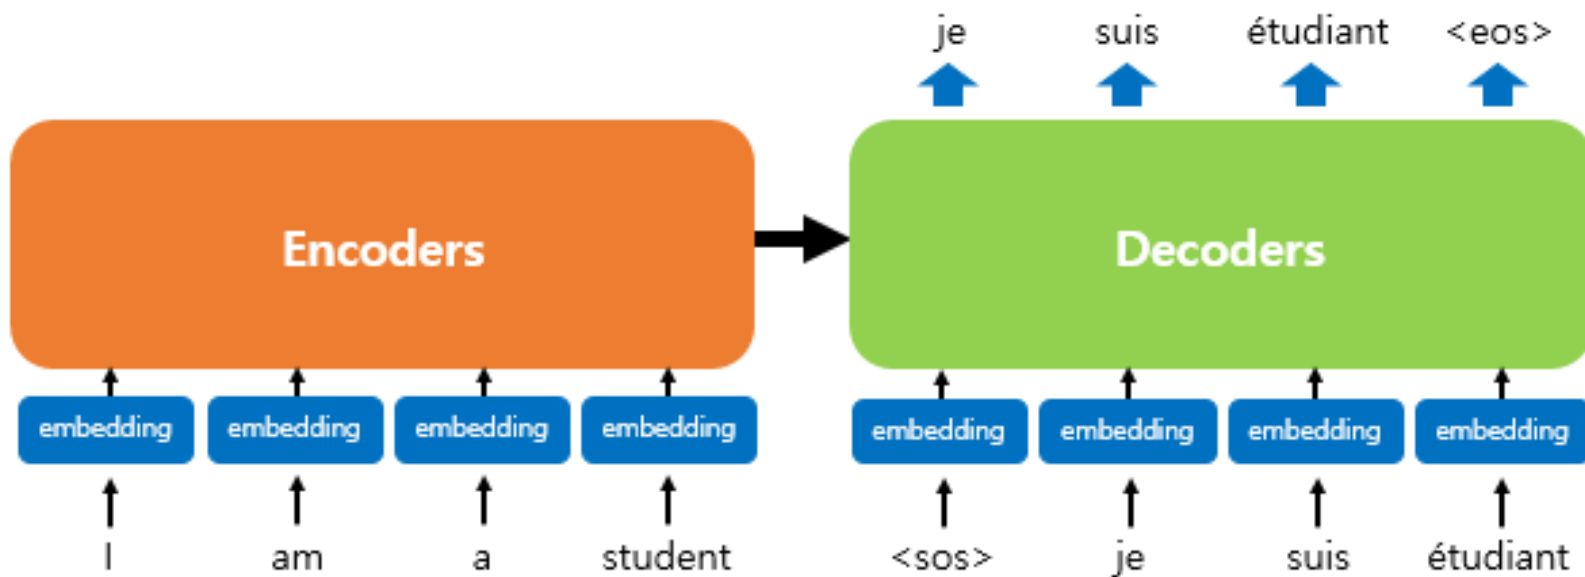 je suis étudiant <eos>
Encoders
Decoders
embedding embedding embedding embedding embedding embedding embedding embedding
I am a student <sos> je suis étudiant